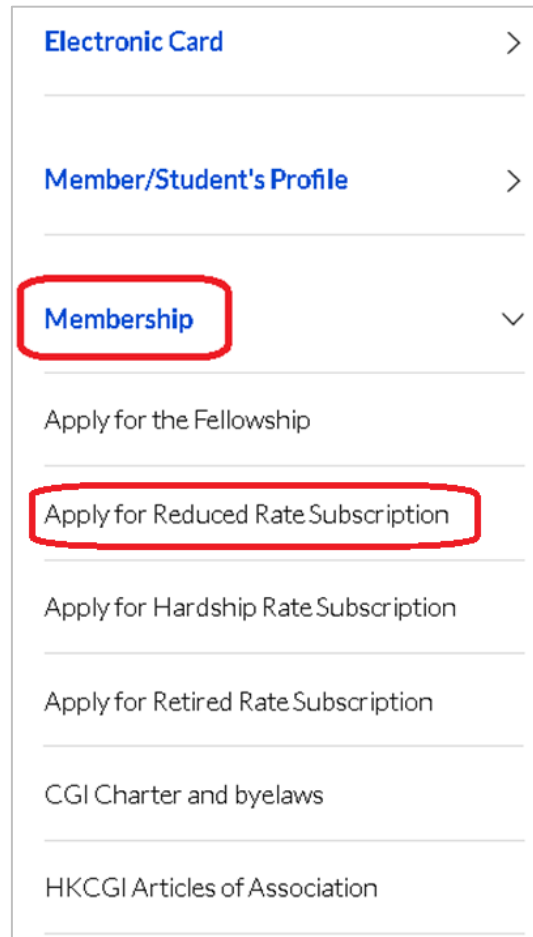 Electronic Card
Member/Student's Profile
Membership
Apply for the Fellowship
Apply for Reduced Rate Subscription
Apply for Hardship Rate Subscription
Apply for Retired Rate Subscription
CGI Charter and byelaws
HKCGI Articles of Association